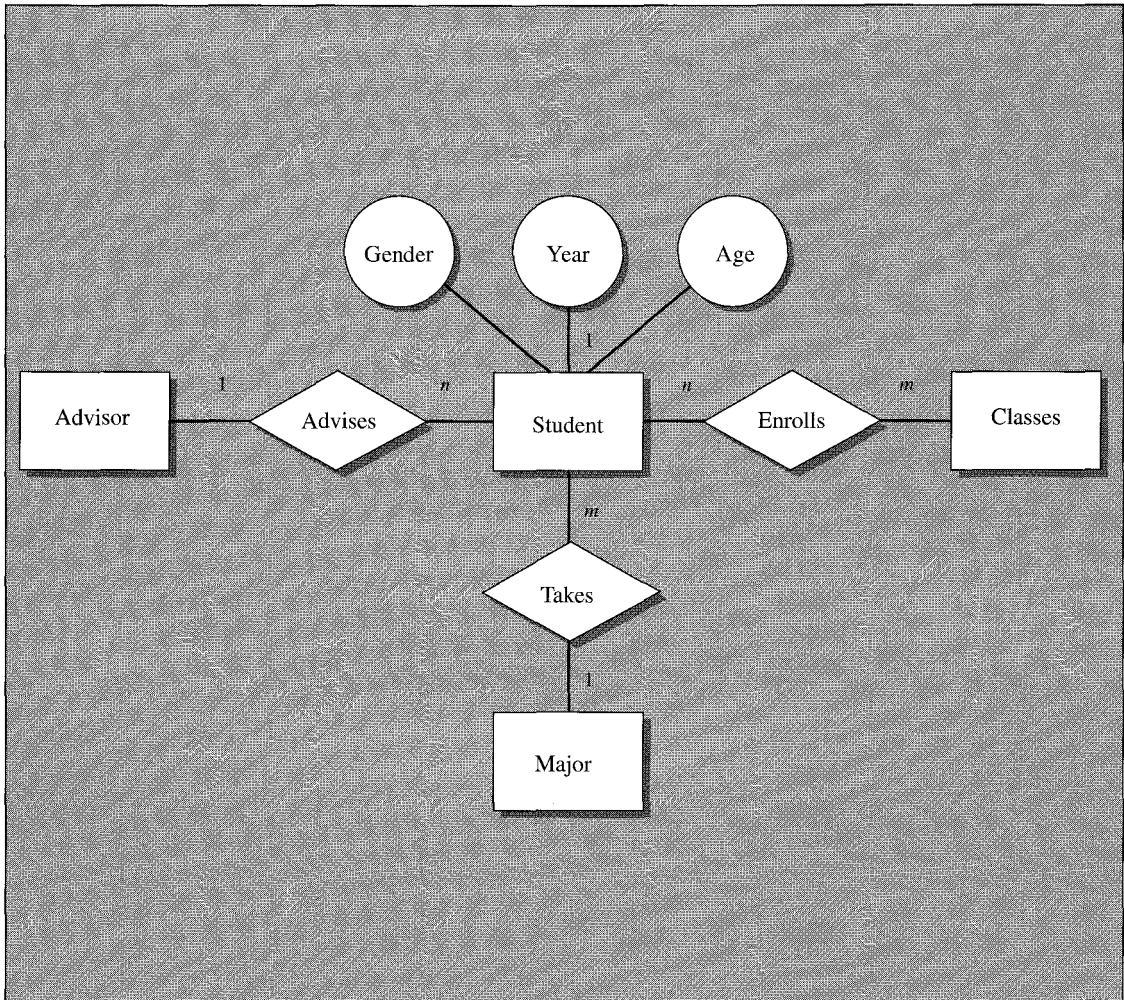 Gender Year Age
1
1 n n m
Advisor Advises Student Enrolls Classes
m
Takes
1
Major